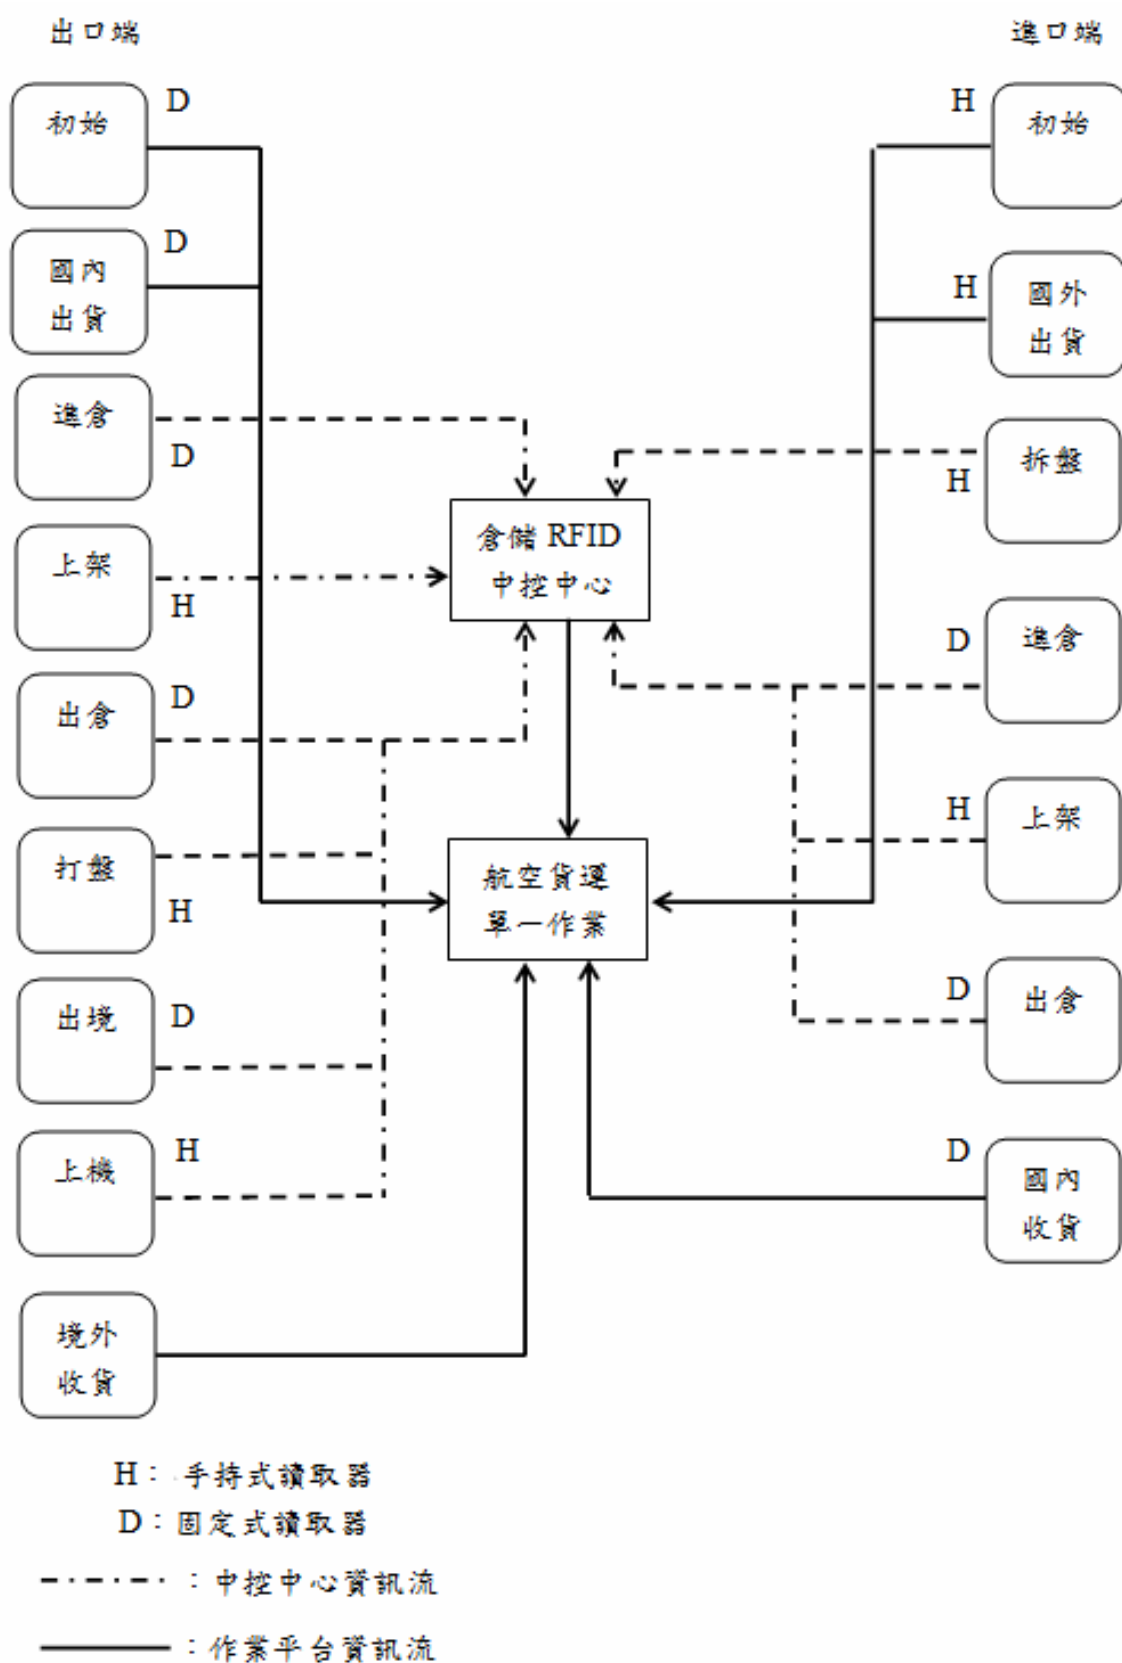 出口端
進口端
D
初始
H
初始
D
國內
出貨
H
國外
出貨
進倉
D
拆盤
H
倉儲 RFID
中控中心
上架
H
D
進倉
D
出倉
H
上架
打盤
H
航空貨運
單一作業
D
出倉
出境
D
H
上機
D
國內
收貨
境外
收貨
H：手持式讀取器
D：固定式讀取器
：中控中心資訊流
：作業平台資訊流